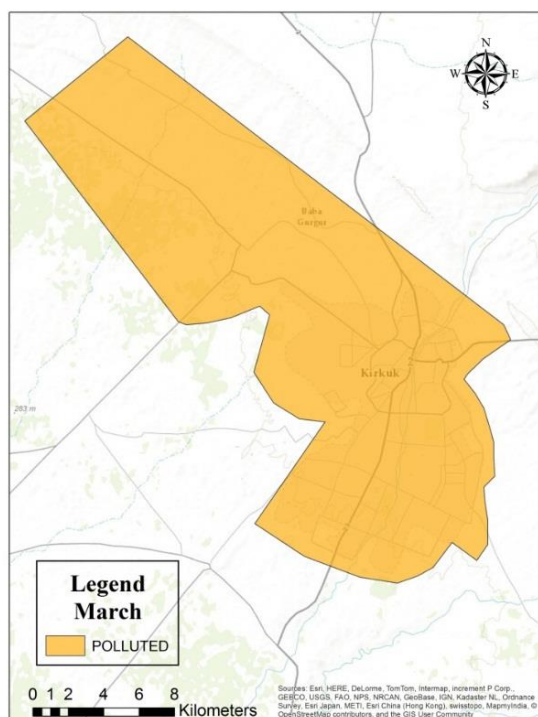 N
W E
S
Baba
Gurgur
Kirkuk
283 m
Legend
March
POLLUTED
0 1 2 4 6 8
Kilometers
Sources: Esri, HERE, DeLorme, TomTom, Intermap, increment P Corp.,
GEBCO, USGS, FAO, NPS, NRCAN, GeoBase, IGN, Kadaster NL, Ordnance
Survey, Esri Japan, METI, Esri China (Hong Kong), swisstopo, MapmyIndia, ©
OpenStreetMap contributors, and the GIS User Community